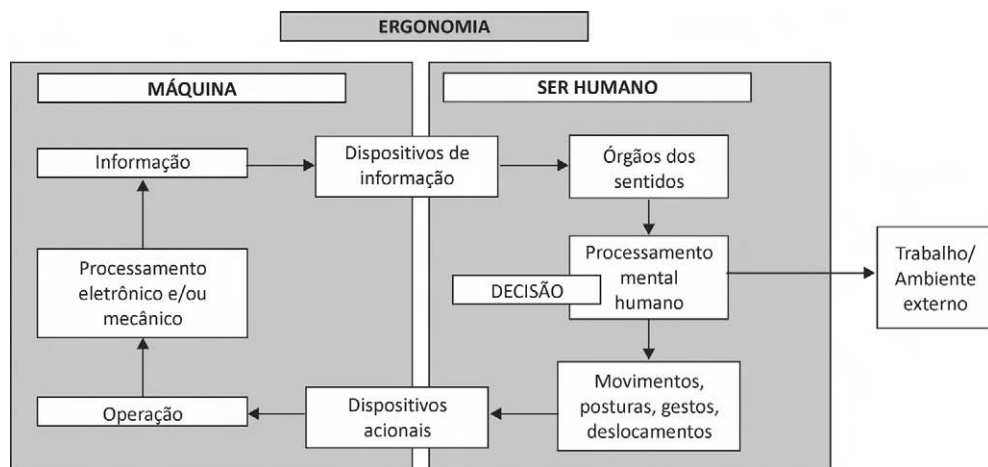 ERGONOMIA
MÁQUINA
SER HUMANO
Informação
Dispositivos de
informação
Órgãos dos
sentidos
Processamento
eletrônico e/ou
mecânico
DECISÃO
Processamento
mental
humano
Trabalho/
Ambiente
externo
Operação
Dispositivos
acionais
Movimentos,
posturas, gestos,
deslocamentos